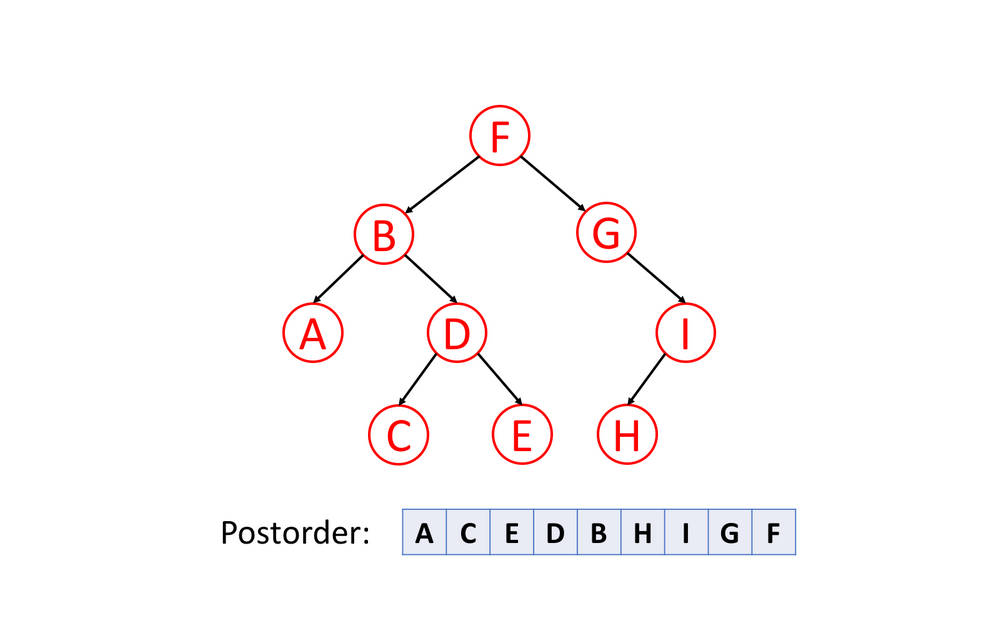 F
B G
A D I
C E H
Postorder: A C E D B H I G F